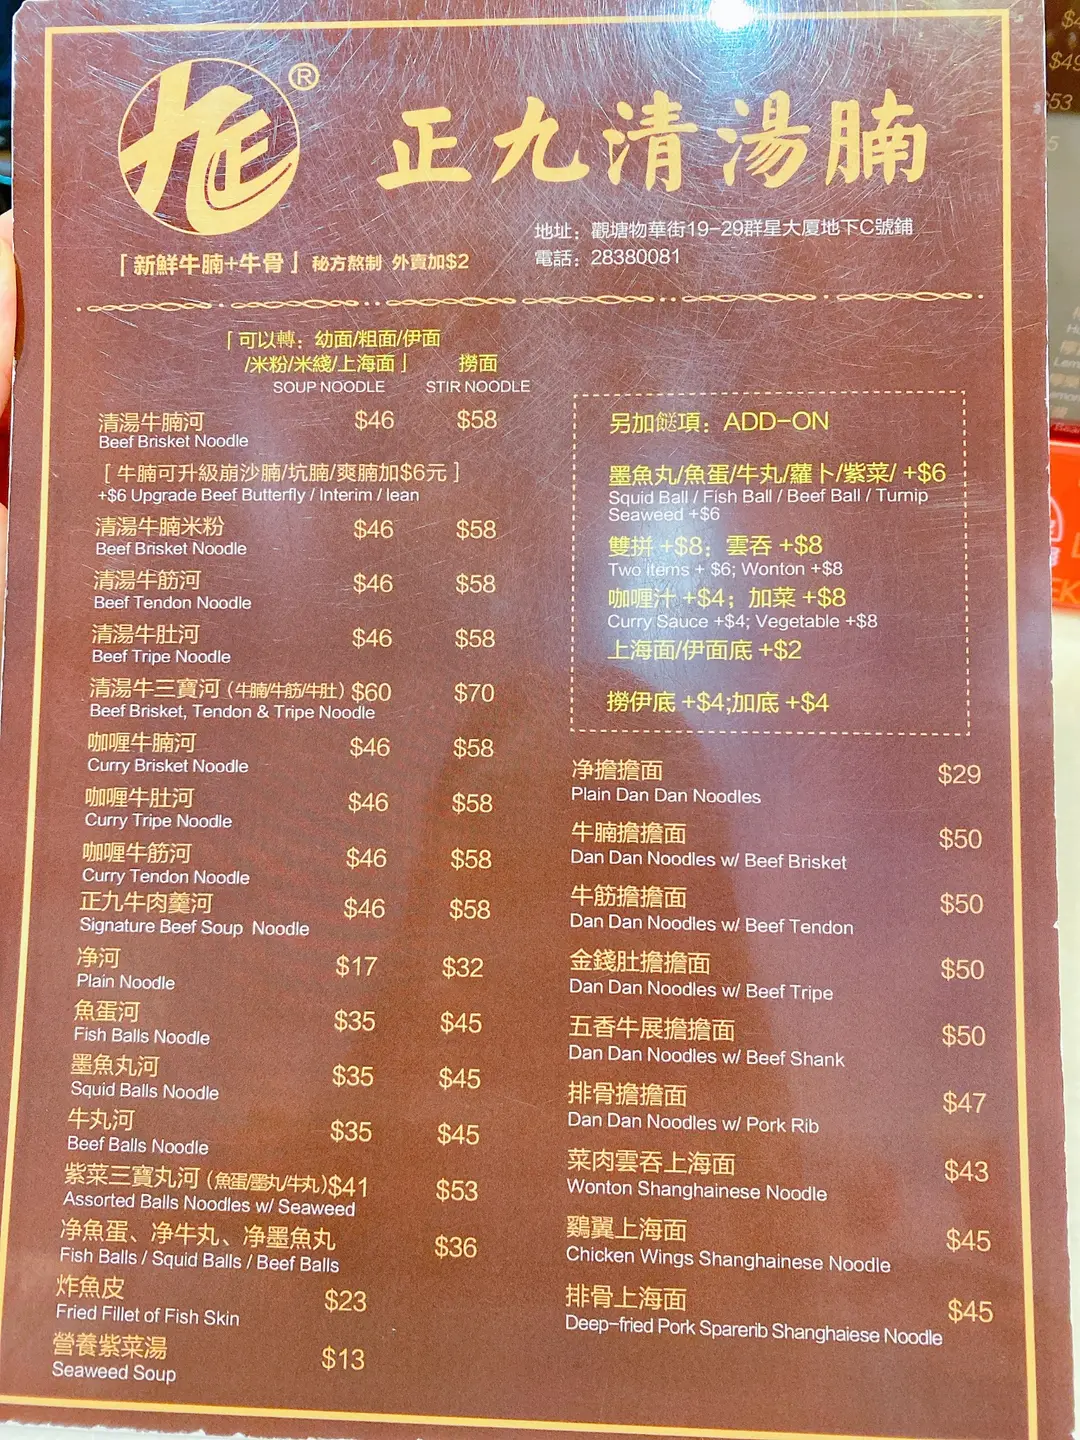 ®
正九清湯腩
地址：觀塘物華街19-29群星大厦地下C號鋪
電話：28380081
「新鮮牛腩+牛骨」秘方熬制 外賣加$2
「可以轉：幼面/粗面/伊面
/米粉/米綫/上海面」 撈面
SOUP NOODLE STIR NOODLE
清湯牛腩河 $46 $58
Beef Brisket Noodle
[ 牛腩可升級崩沙腩/坑腩/爽腩加$6元 ]
+$6 Upgrade Beef Butterfly / Interim / lean
清湯牛腩米粉 $46 $58
Beef Brisket Noodle
清湯牛筋河 $46 $58
Beef Tendon Noodle
清湯牛肚河 $46 $58
Beef Tripe Noodle
清湯牛三寶河（牛腩/牛筋/牛肚）$60 $70
Beef Brisket, Tendon & Tripe Noodle
咖喱牛腩河 $46 $58
Curry Brisket Noodle
咖喱牛肚河 $46 $58
Curry Tripe Noodle
咖喱牛筋河 $46 $58
Curry Tendon Noodle
正九牛肉羹河 $46 $58
Signature Beef Soup Noodle
净河 $17 $32
Plain Noodle
魚蛋河 $35 $45
Fish Balls Noodle
墨魚丸河 $35 $45
Squid Balls Noodle
牛丸河 $35 $45
Beef Balls Noodle
紫菜三寶丸河（魚蛋/墨丸/牛丸）$41 $53
Assorted Balls Noodles w/ Seaweed
净魚蛋、净牛丸、净墨魚丸 $36
Fish Balls / Squid Balls / Beef Balls
炸魚皮 $23
Fried Fillet of Fish Skin
營養紫菜湯 $13
Seaweed Soup
另加餸項：ADD-ON
墨魚丸/魚蛋/牛丸/蘿卜/紫菜/ +$6
Squid Ball / Fish Ball / Beef Ball / Turnip
Seaweed +$6
雙拼 +$8；雲吞 +$8
Two items + $6; Wonton +$8
咖喱汁 +$4；加菜 +$8
Curry Sauce +$4; Vegetable +$8
上海面/伊面底 +$2
撈伊底 +$4;加底 +$4
净擔擔面 $29
Plain Dan Dan Noodles
牛腩擔擔面 $50
Dan Dan Noodles w/ Beef Brisket
牛筋擔擔面 $50
Dan Dan Noodles w/ Beef Tendon
金錢肚擔擔面 $50
Dan Dan Noodles w/ Beef Tripe
五香牛展擔擔面 $50
Dan Dan Noodles w/ Beef Shank
排骨擔擔面 $47
Dan Dan Noodles w/ Pork Rib
菜肉雲吞上海面 $43
Wonton Shanghainese Noodle
鷄翼上海面 $45
Chicken Wings Shanghainese Noodle
排骨上海面 $45
Deep-fried Pork Sparerib Shanghaiese Noodle